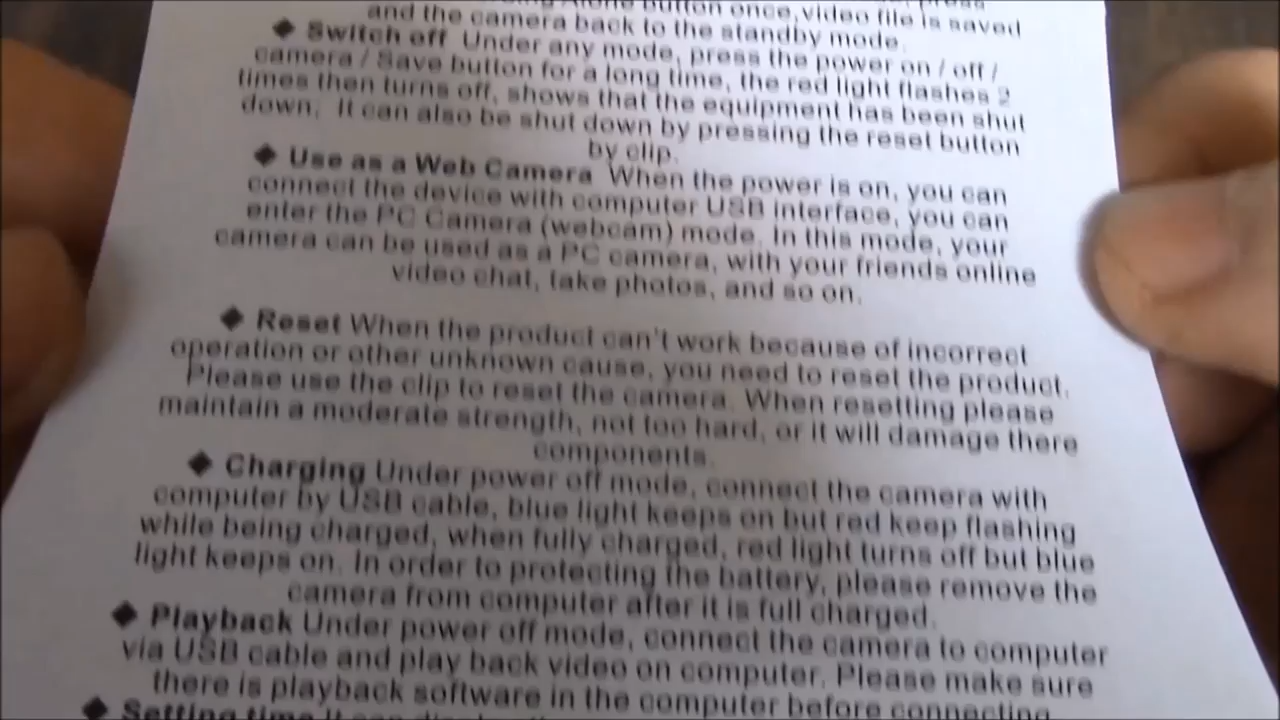 button once, video file is saved
and the camera back to the standby mode.
◆ Switch off Under any mode, press the power on / off /
camera / Save button for a long time, the red light flashes 2
times then turns off, shows that the equipment has been shut
down, It can also be shut down by pressing the reset button
by clip.
◆ Use as a Web Camera When the power is on, you can
connect the device with computer USB interface, you can
enter the PC Camera (webcam) mode. In this mode, your
camera can be used as a PC camera, with your friends online
video chat, take photos, and so on.
◆ Reset When the product can't work because of incorrect
operation or other unknown cause, you need to reset the product.
Please use the clip to reset the camera. When resetting please
maintain a moderate strength, not too hard, or it will damage there
components.
◆ Charging Under power off mode, connect the camera with
computer by USB cable, blue light keeps on but red keep flashing
while being charged, when fully charged, red light turns off but blue
light keeps on. In order to protecting the battery, please remove the
camera from computer after it is full charged.
◆ Playback Under power off mode, connect the camera to computer
via USB cable and play back video on computer. Please make sure
there is playback software in the computer before connecting
◆ Setting time It can